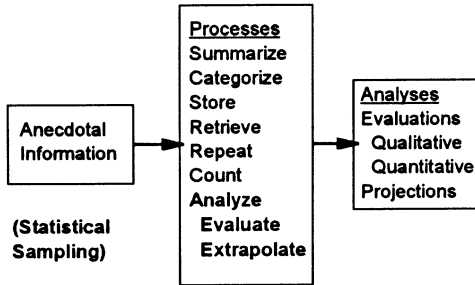 Anecdotal
Information
(Statistical
Sampling)
Processes
Summarize
Categorize
Store
Retrieve
Repeat
Count
Analyze
Evaluate
Extrapolate
Analyses
Evaluations
Qualitative
Quantitative
Projections